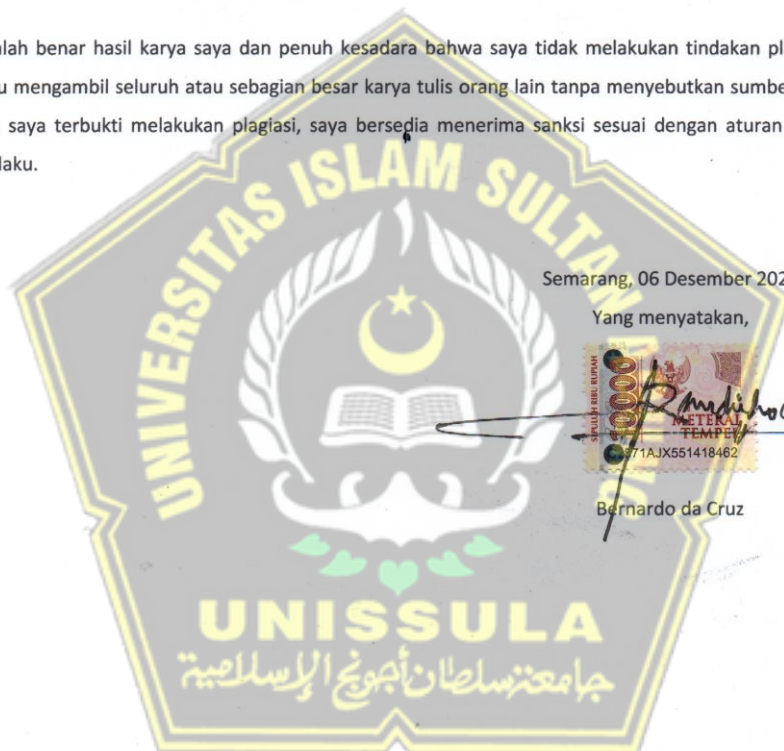 lah benar hasil karya saya dan penuh kesadara bahwa saya tidak melakukan tindakan pl
u mengambil seluruh atau sebagian besar karya tulis orang lain tanpa menyebutkan sumbe
saya terbukti melakukan plagiasi, saya bersedia menerima sanksi sesuai dengan aturan
laku.
UNIVERSITAS ISLAM SULTAN AGUNG
Semarang, 06 Desember 202
Yang menyatakan,
SEPULUH RIBU RUPIAH
10000
METERAI
TEMPEL
371AJX551418462
Bernardo da Cruz
UNISSULA
جامعتنسلطان أجونج الإسلامية